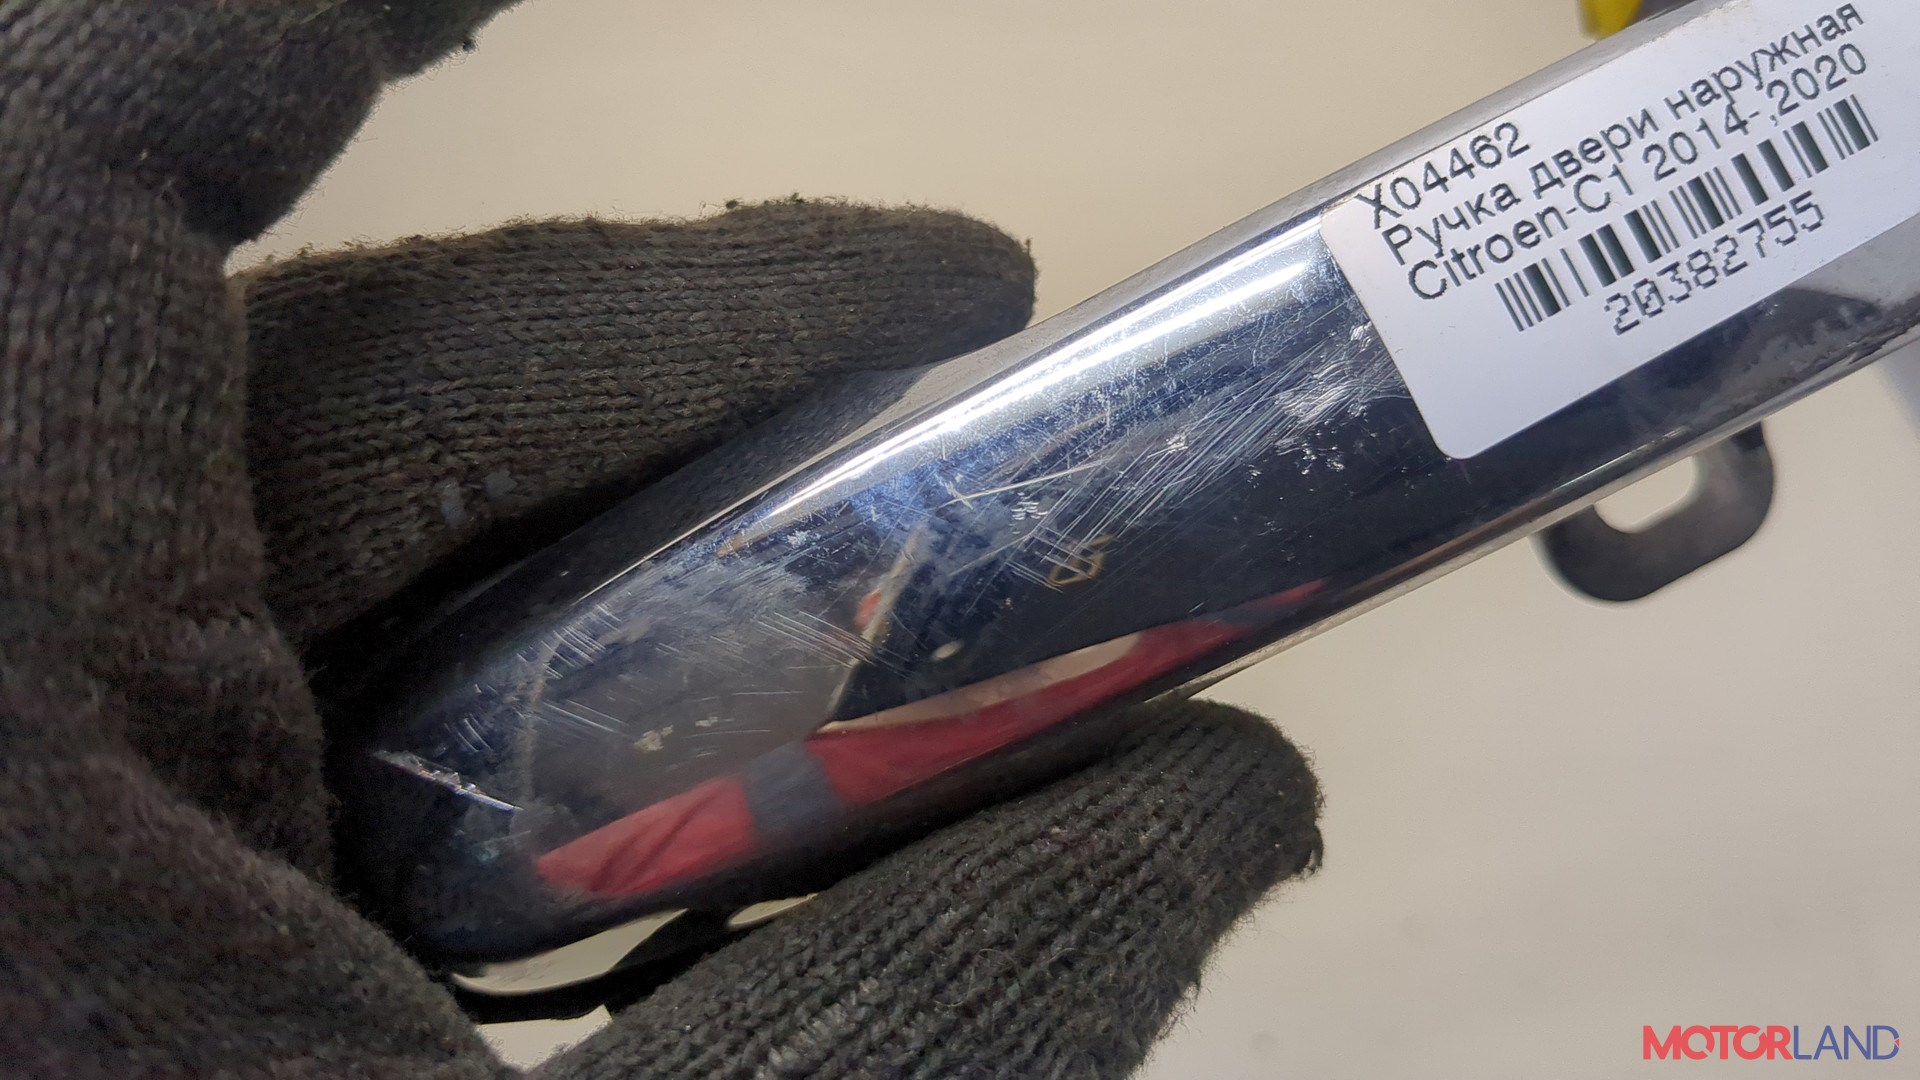 X04462
Ручка двери наружная
Citroen-C1 2014-,2020
20382755
MOTORLAND